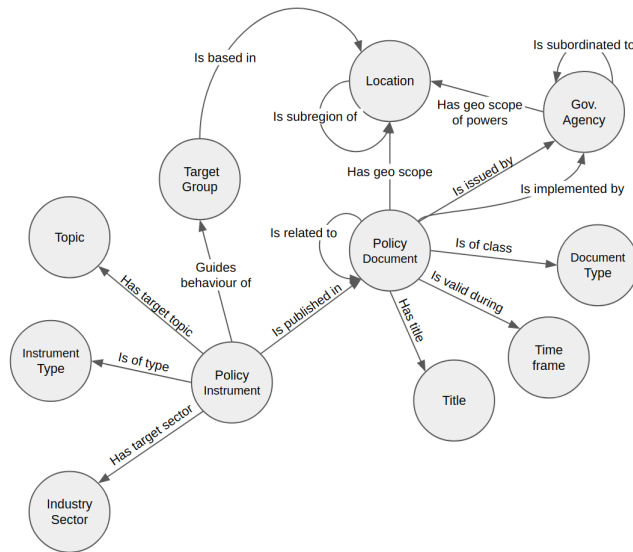 Is based in
Is subordinated to
Location
Has geo scope
of powers
Gov.
Agency
Is subregion of
Target
Group
Has geo scope
Is issued by
Is implemented by
Topic
Is related to
Policy
Document
Is of class
Document
Type
Has target topic
Guides
behaviour of
Is published in
Has title
Is valid during
Instrument
Type
Is of type
Policy
Instrument
Time
frame
Title
Has target sector
Industry
Sector